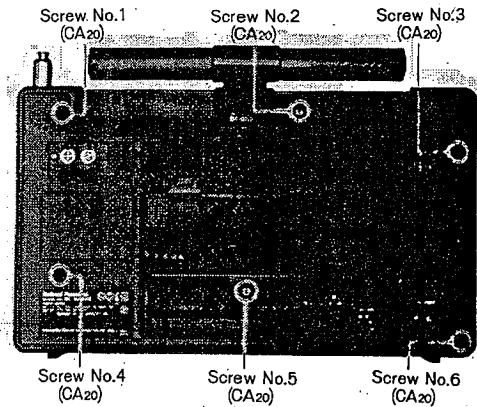 Screw No.1
(CA20)
Screw No.2
(CA20)
Screw No.3
(CA20)
Screw No.4
(CA20)
Screw No.5
(CA20)
Screw No.6
(CA20)